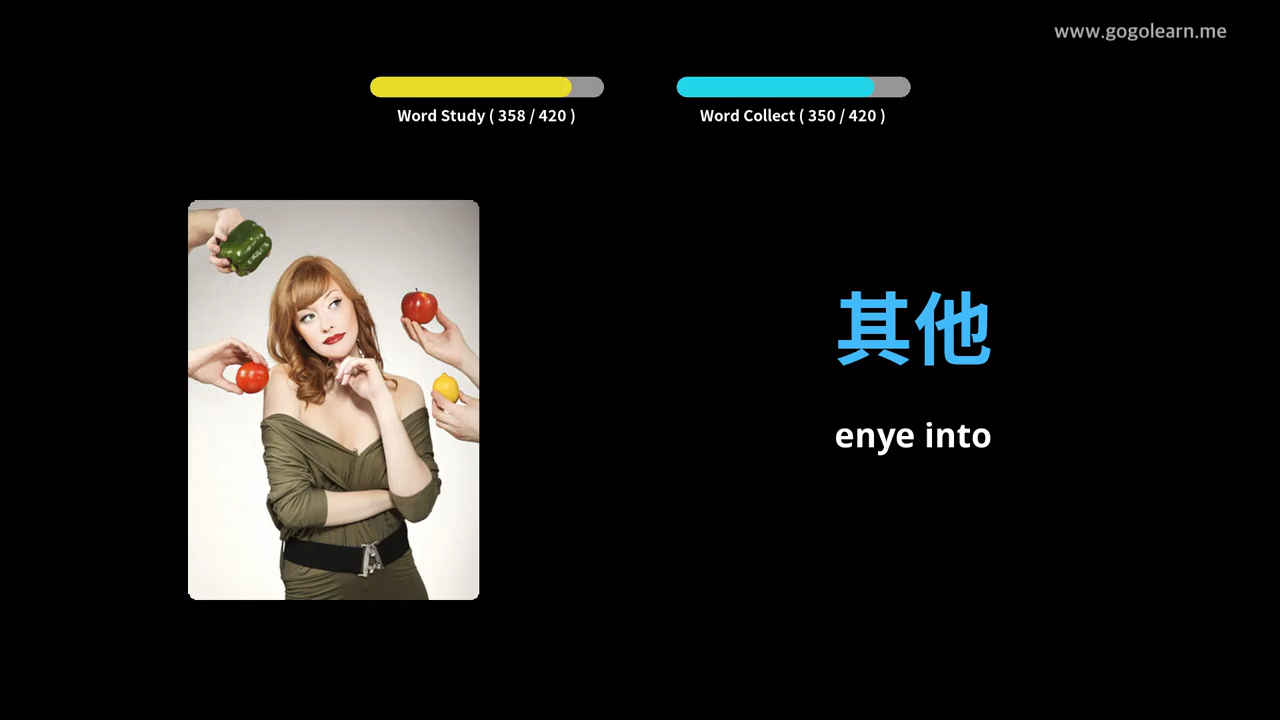 www.gogolearn.me
Word Study ( 358 / 420 )
Word Collect ( 350 / 420 )
其他
enye into